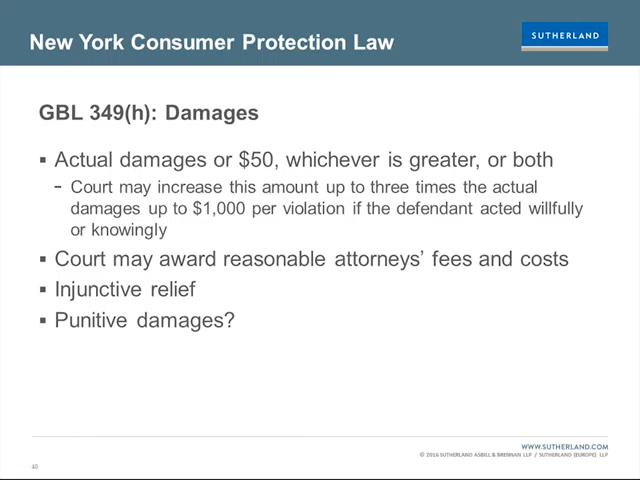 New York Consumer Protection Law
SUTHERLAND
GBL 349(h): Damages
▪ Actual damages or $50, whichever is greater, or both
- Court may increase this amount up to three times the actual
damages up to $1,000 per violation if the defendant acted willfully
or knowingly
▪ Court may award reasonable attorneys’ fees and costs
▪ Injunctive relief
▪ Punitive damages?
WWW.SUTHERLAND.COM
© 2016 SUTHERLAND ASBILL & BRENNAN LLP / SUTHERLAND (EUROPE) LLP
40